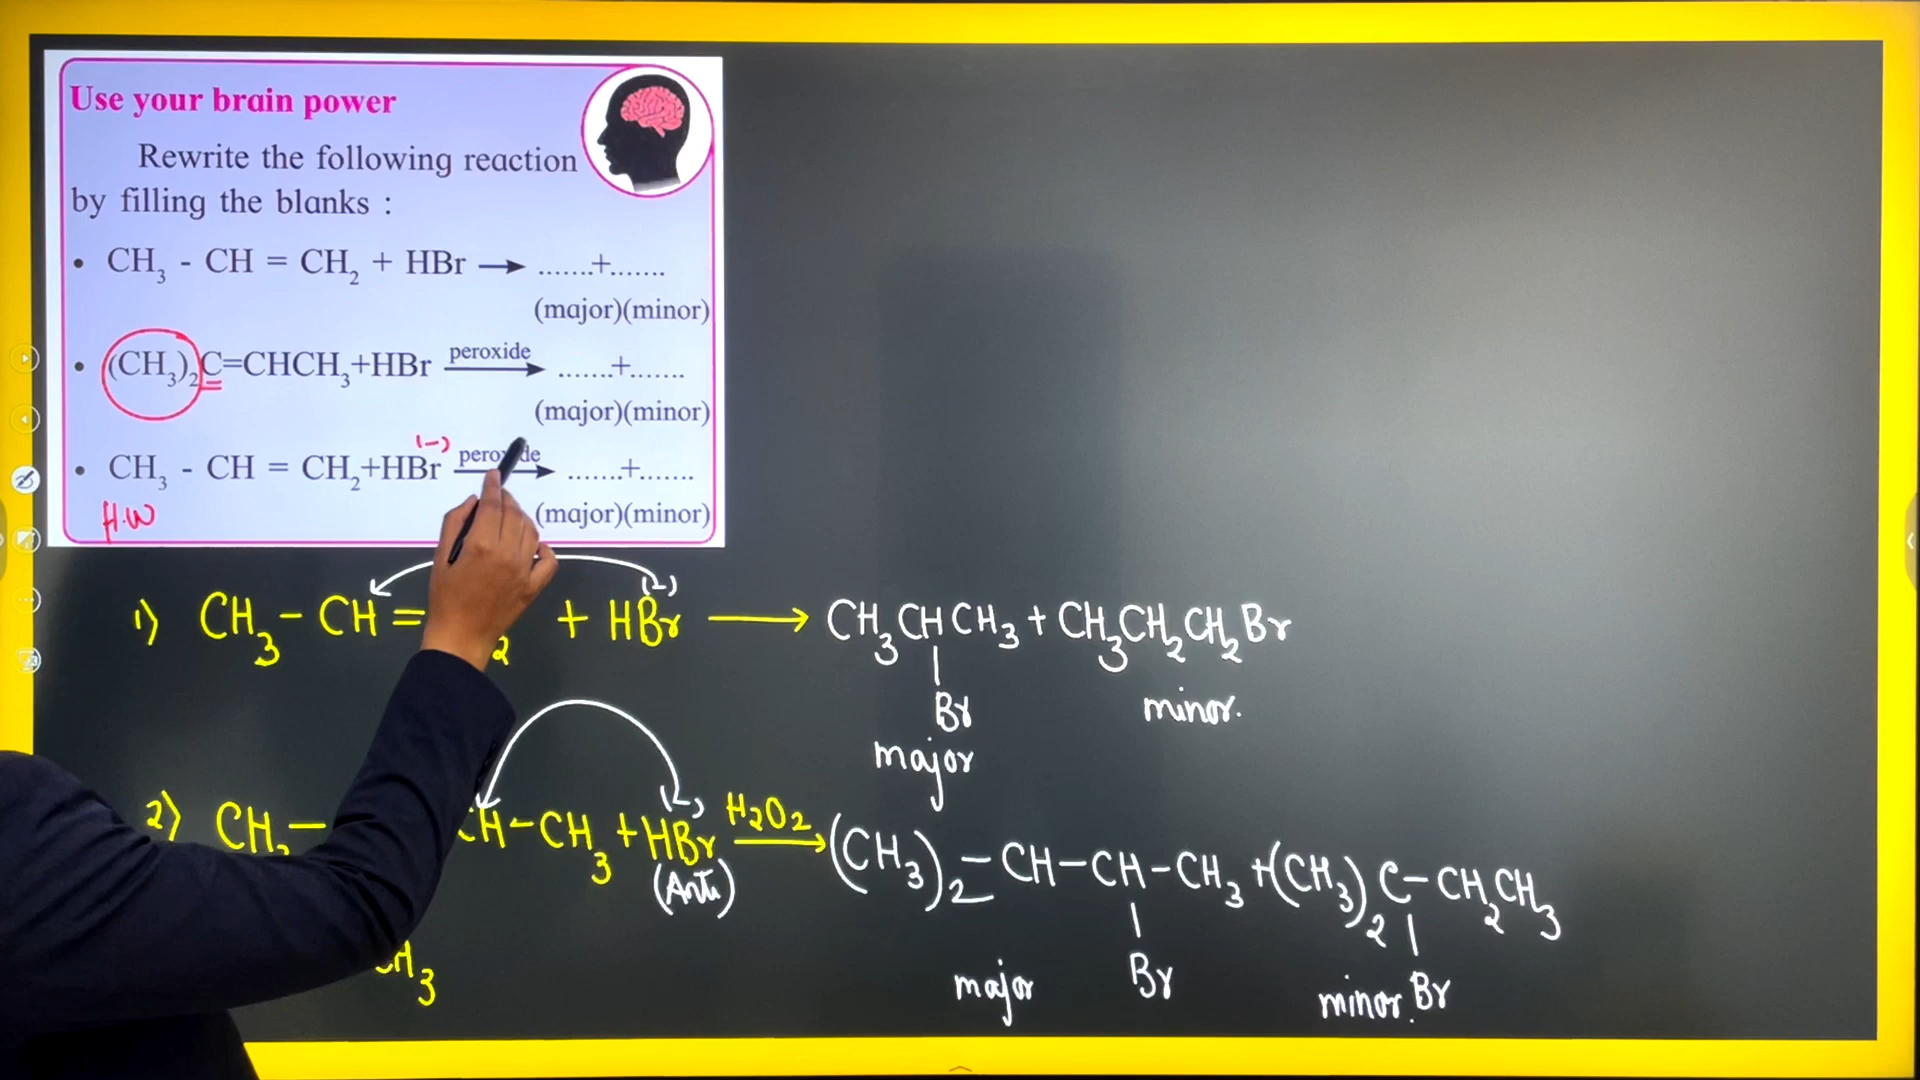 Use your brain power
Rewrite the following reaction
by filling the blanks :
• CH₃ - CH = CH₂ + HBr ⟶ .......+.......
(major)(minor)
• (CH₃)₂C=CHCH₃+HBr peroxide⟶ .......+.......
(major)(minor)
(-)
• CH₃ - CH = CH₂+HBr ⟶ .......+.......
H.W
(major)(minor)
(-)
1) CH₃ - CH = ₂ + HBr ⟶ CH₃CHCH₃ + CH₃CH₂CH₂Br
|
Br
minor.
major
(-)
2) CH₃ - CH-CH₃ + HBr H₂O₂⟶ (CH₃)₂-CH-CH-CH₃ + (CH₃)₂C-CH₂CH₃
(Anti)
| |
Br Br
major minor.
CH₃